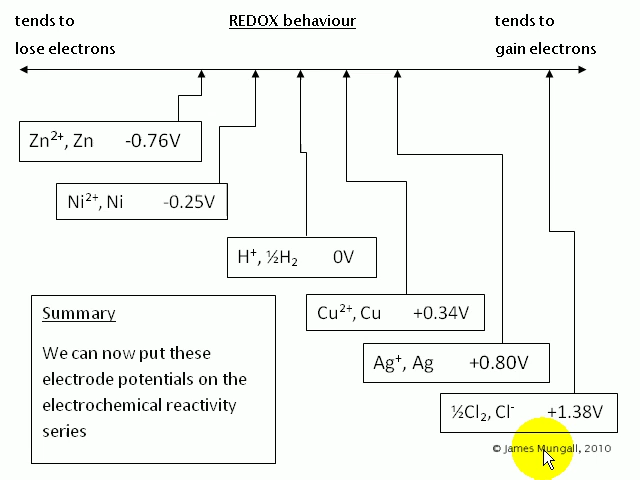 tends to
lose electrons
REDOX behaviour
tends to
gain electrons
Zn²⁺, Zn -0.76V
Ni²⁺, Ni -0.25V
H⁺, ½H₂ 0V
Cu²⁺, Cu +0.34V
Ag⁺, Ag +0.80V
½Cl₂, Cl⁻ +1.38V
Summary
We can now put these
electrode potentials on the
electrochemical reactivity
series
© James Mungall, 2010